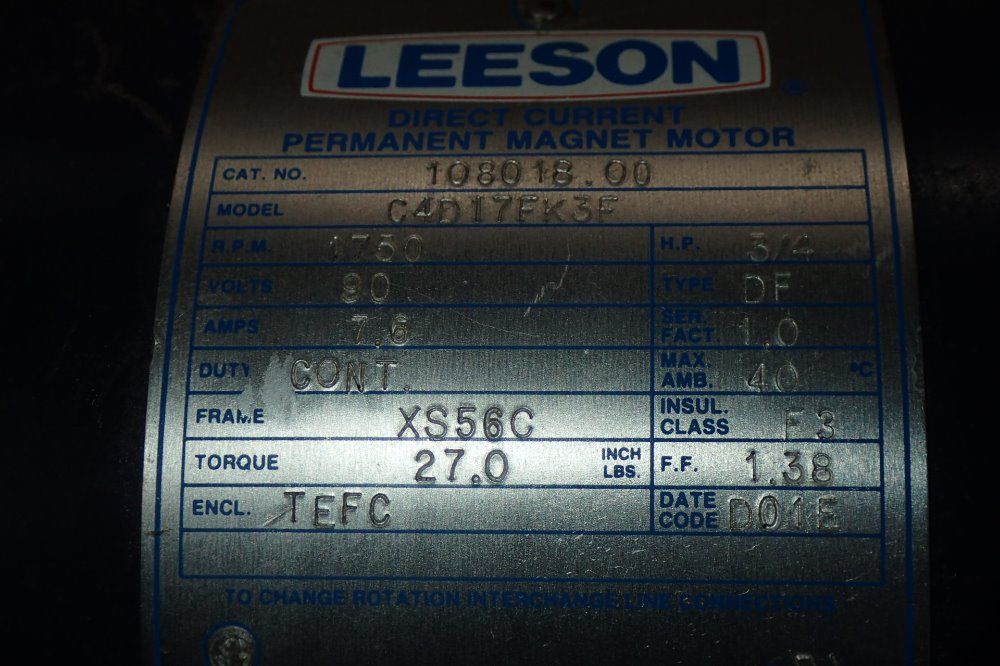 LEESON
®
DIRECT CURRENT
PERMANENT MAGNET MOTOR
CAT. NO. 108018.00
MODEL C4D17FK3F
R.P.M. 1750 H.P. 3/4
VOLTS 90 TYPE DF
AMPS 7.6 SER. FACT. 1.0
DUTY CONT. MAX. AMB. 40 °C
FRAME XS56C INSUL. CLASS F3
TORQUE 27.0 INCH LBS. F.F. 1.38
ENCL. TEFC DATE CODE D01E
TO CHANGE ROTATION INTERCHANGE LINE CONNECTIONS